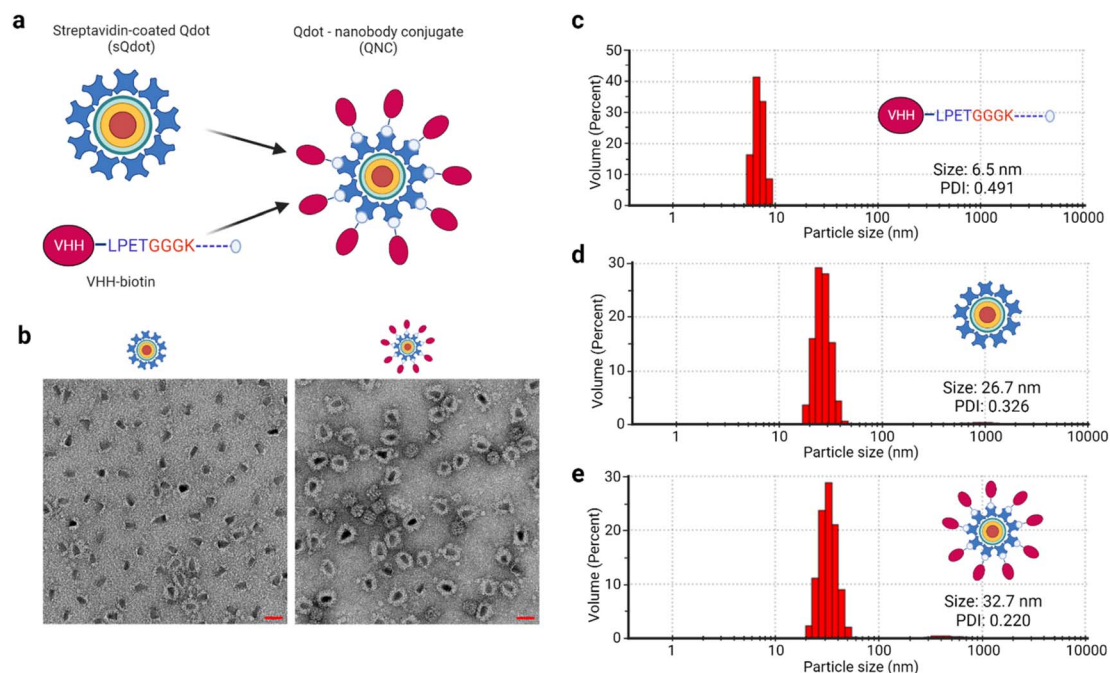 a
Streptavidin-coated Qdot
(sQdot)
Qdot - nanobody conjugate
(QNC)
VHH
LPETGGGK
VHH-biotin
b
c
Volume (Percent)
50
40
30
20
10
0
1
10
100
1000
10000
Particle size (nm)
VHH
LPETGGGK
Size: 6.5 nm
PDI: 0.491
d
Volume (Percent)
30
20
10
0
1
10
100
1000
10000
Particle size (nm)
Size: 26.7 nm
PDI: 0.326
e
Volume (Percent)
30
20
10
0
1
10
100
1000
10000
Particle size (nm)
Size: 32.7 nm
PDI: 0.220